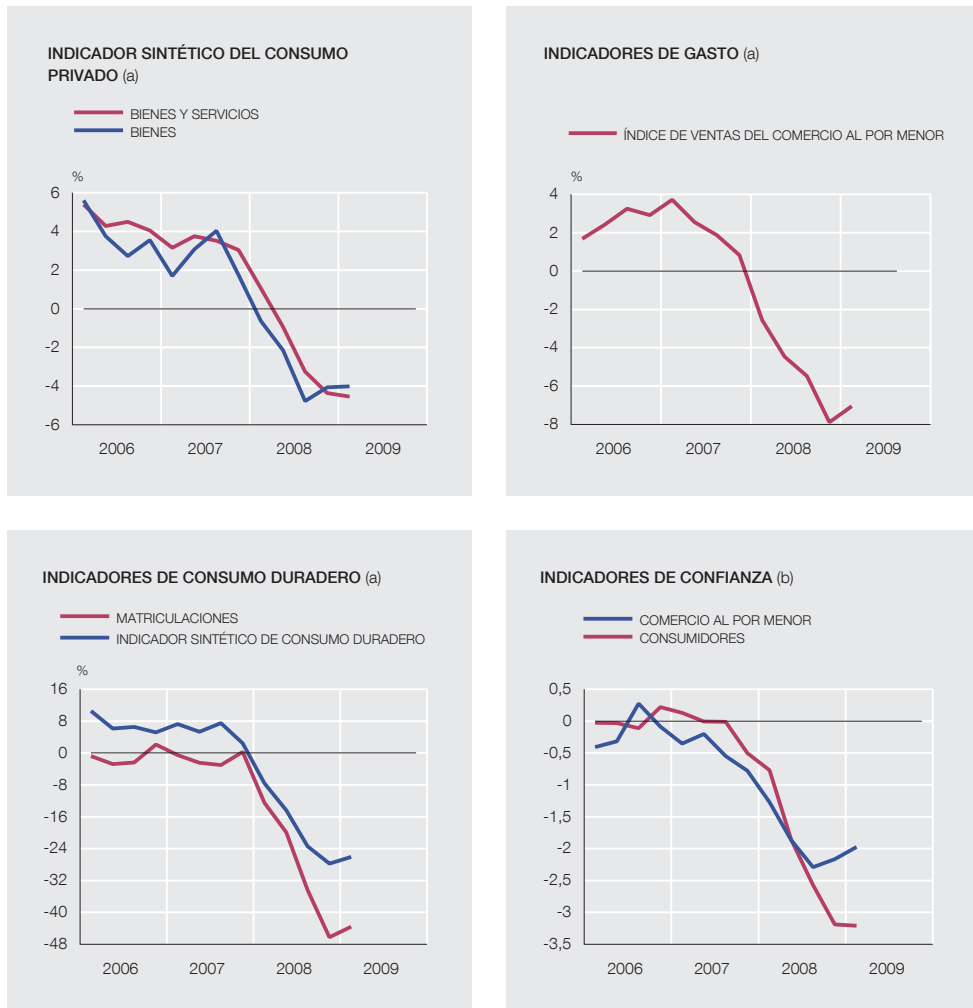 INDICADOR SINTÉTICO DEL CONSUMO
PRIVADO (a)
BIENES Y SERVICIOS
BIENES
%
6
4
2
0
-2
-4
-6
2006 2007 2008 2009
INDICADORES DE GASTO (a)
ÍNDICE DE VENTAS DEL COMERCIO AL POR MENOR
%
4
2
0
-2
-4
-6
-8
2006 2007 2008 2009
INDICADORES DE CONSUMO DURADERO (a)
MATRICULACIONES
INDICADOR SINTÉTICO DE CONSUMO DURADERO
%
16
8
0
-8
-16
-24
-32
-40
-48
2006 2007 2008 2009
INDICADORES DE CONFIANZA (b)
COMERCIO AL POR MENOR
CONSUMIDORES
0,5
0
-0,5
-1
-1,5
-2
-2,5
-3
-3,5
2006 2007 2008 2009